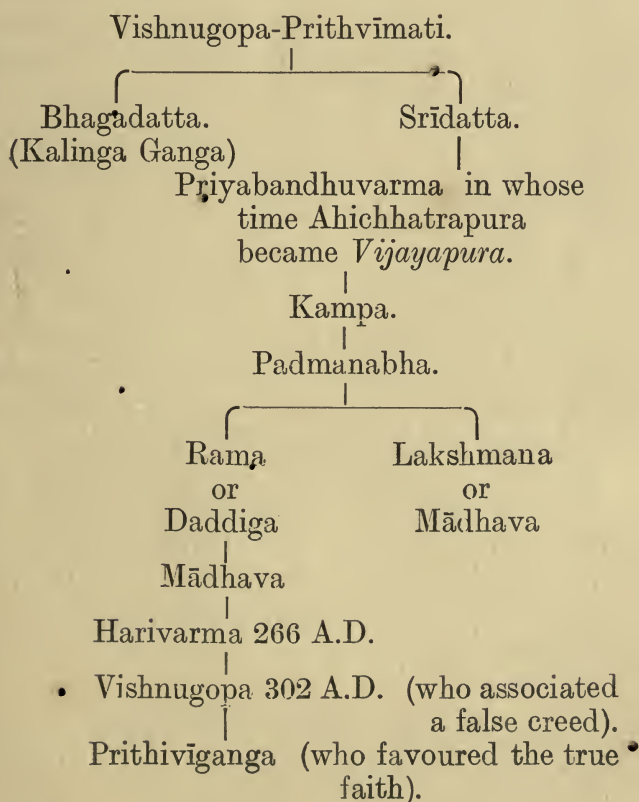 Vishnugopa-Prithvīmati.
Bhagadatta. Srīdatta.
(Kalinga Ganga)
Priyabandhuvarma in whose
time Ahichhatrapura
became Vijayapura.
Kampa.
Padmanabha.
Rama Lakshmana
or or
Daddiga Mādhava
Mādhava
Harivarma 266 A.D.
Vishnugopa 302 A.D. (who associated
a false creed).
Prithivīganga (who favoured the true
faith).